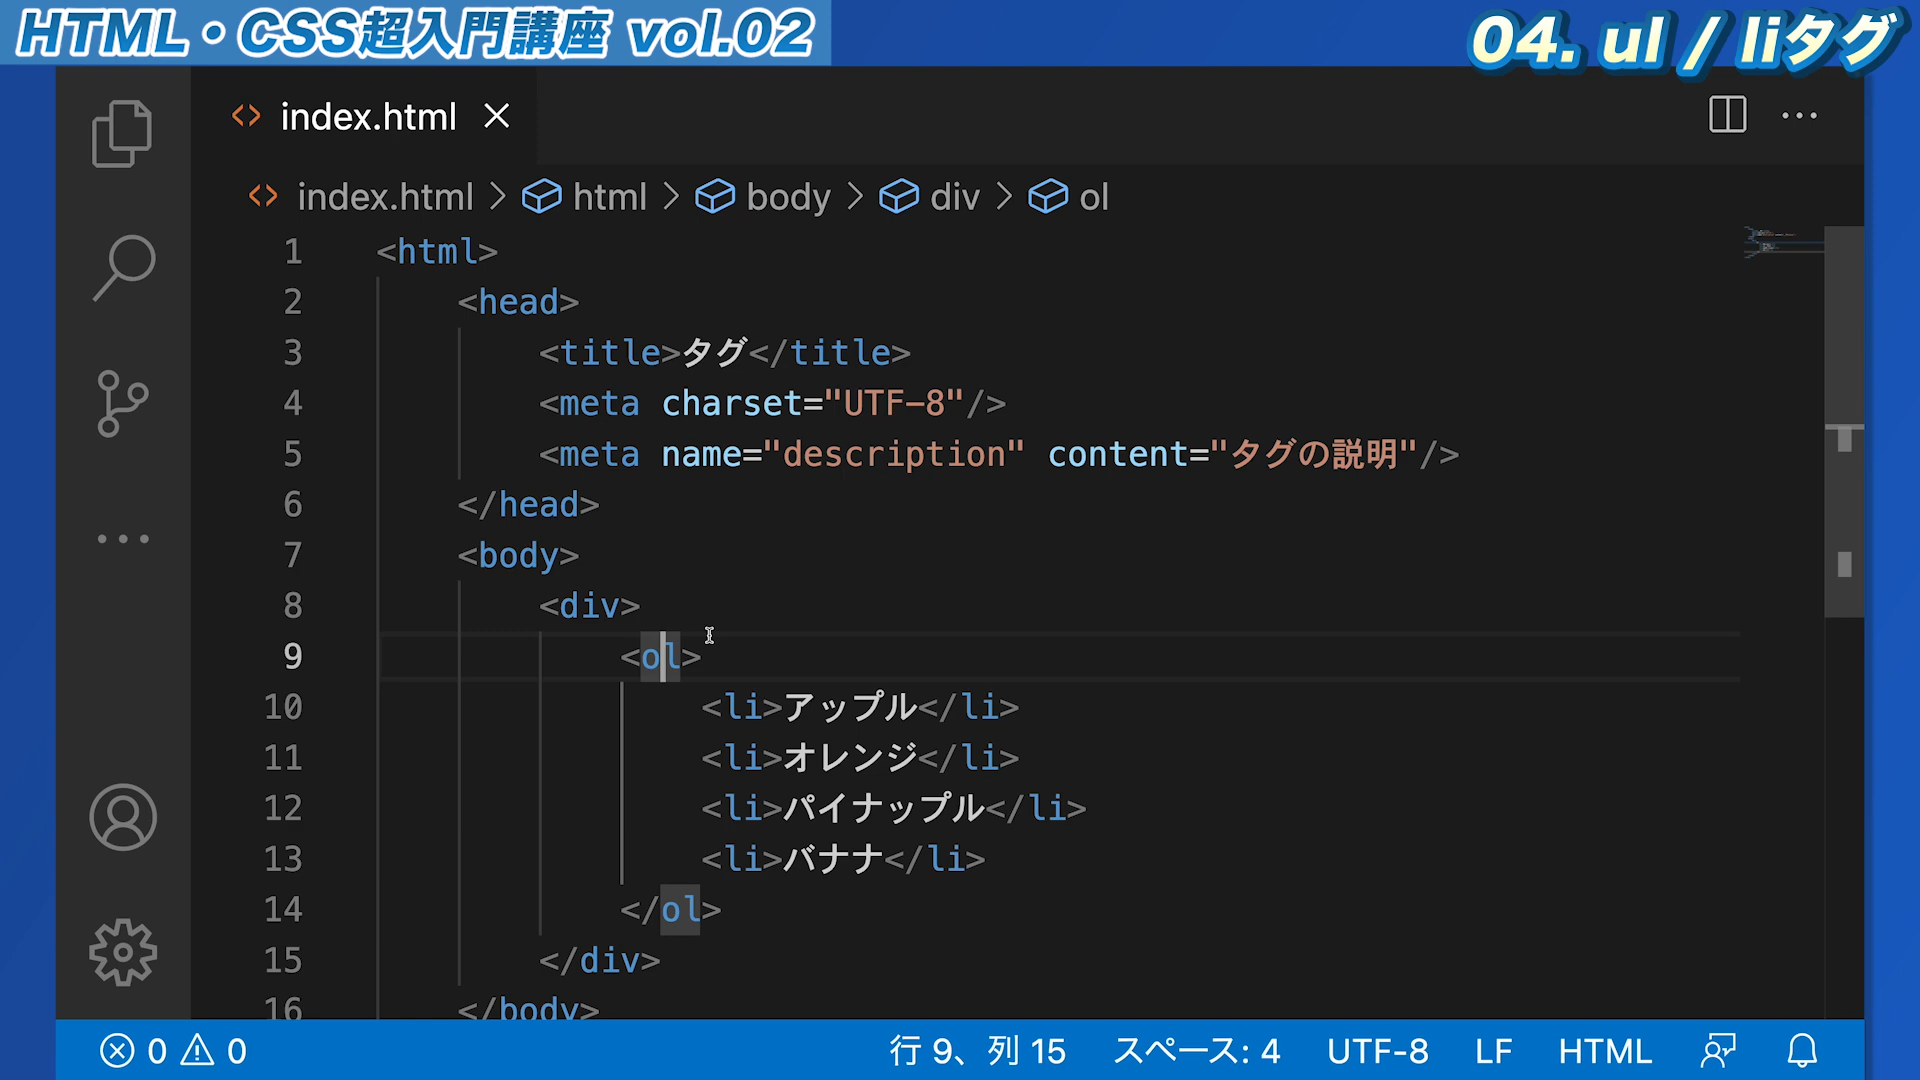 HTML・CSS超入門講座 vol.02
04. ul / liタグ
index.html
index.html > html > body > div > ol
1 <html>
2 <head>
3 <title>タグ</title>
4 <meta charset="UTF-8"/>
5 <meta name="description" content="タグの説明"/>
6 </head>
7 <body>
8 <div>
9 <ol>
10 <li>アップル</li>
11 <li>オレンジ</li>
12 <li>パイナップル</li>
13 <li>バナナ</li>
14 </ol>
15 </div>
16 </body>
0 0 行 9、列 15 スペース: 4 UTF-8 LF HTML